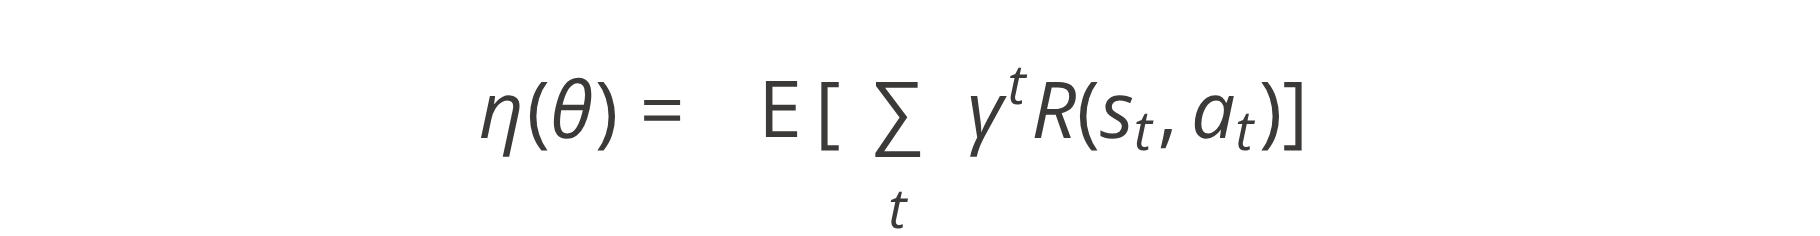 η(θ) = E [ ∑ γ^t R(s_t, a_t)]
t